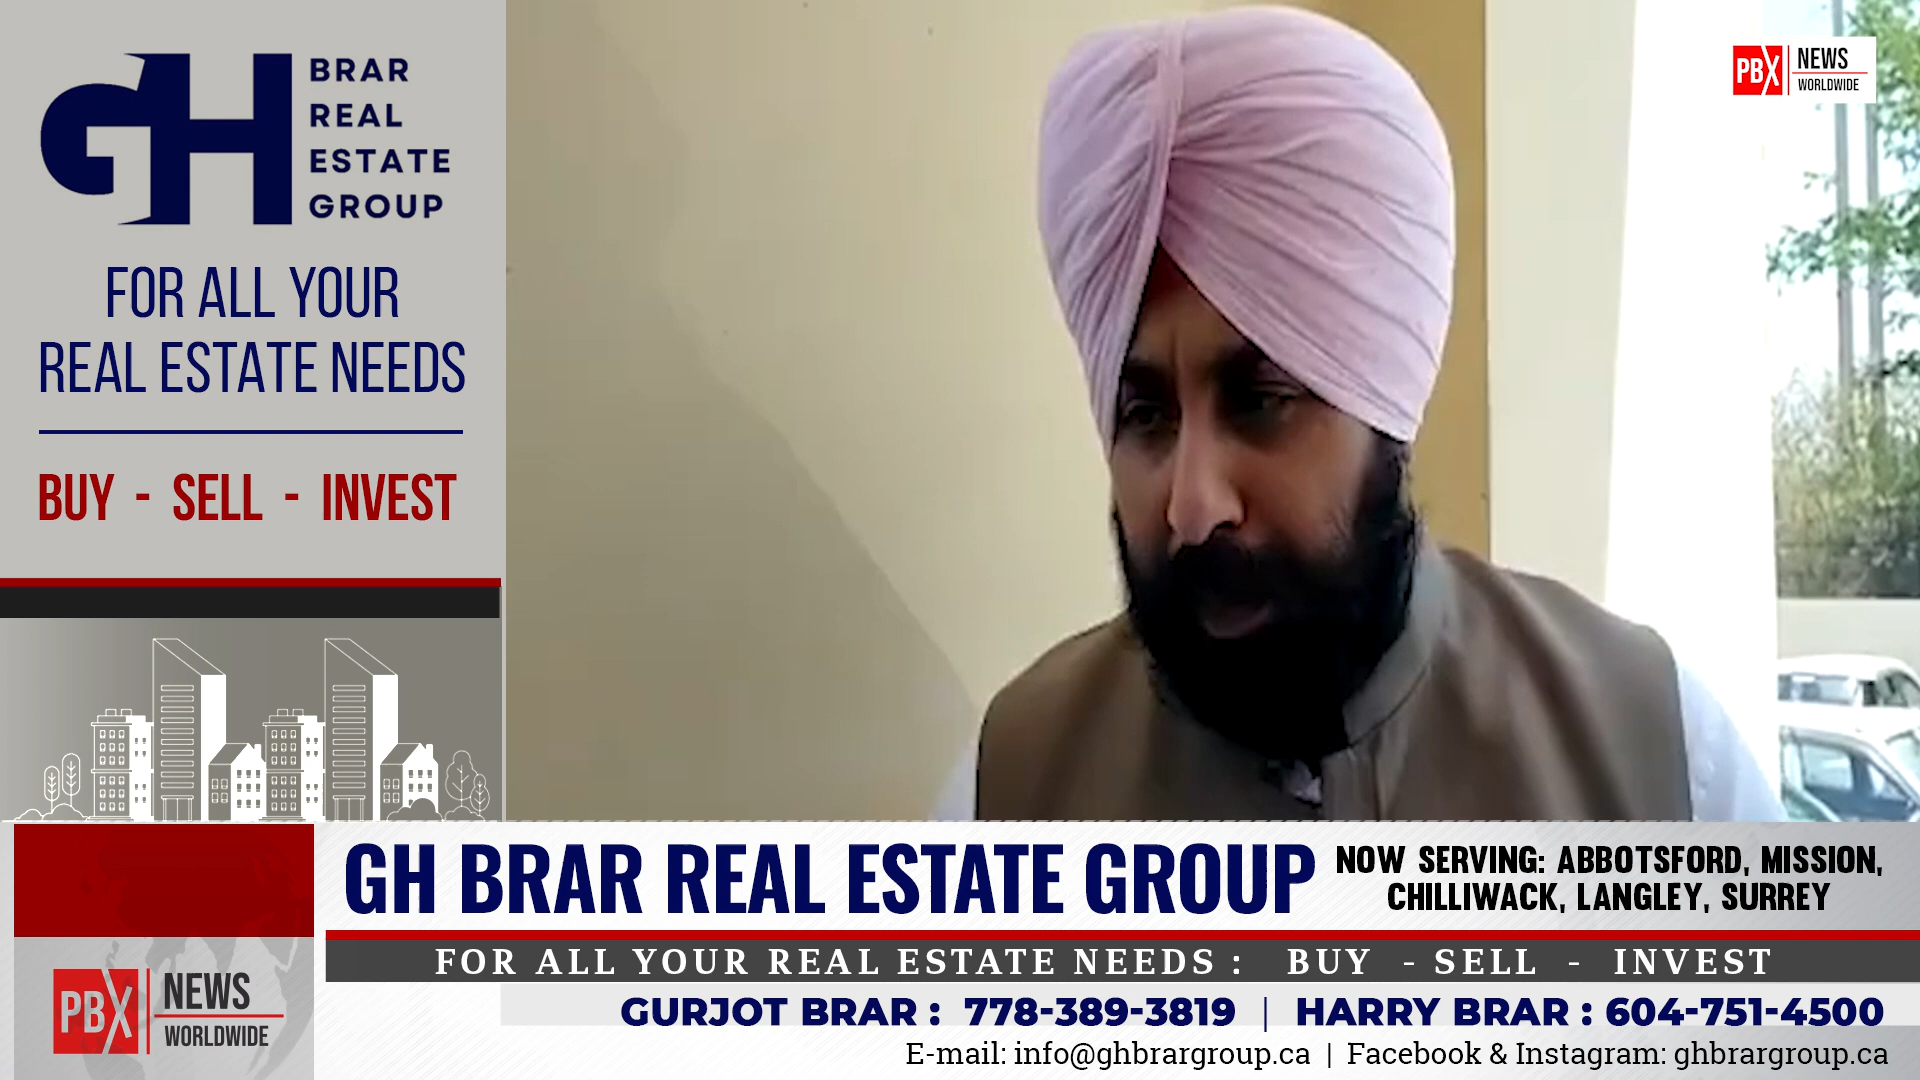 GH
BRAR
REAL
ESTATE
GROUP
FOR ALL YOUR
REAL ESTATE NEEDS
BUY - SELL - INVEST
PBX NEWS
WORLDWIDE
GH BRAR REAL ESTATE GROUP
NOW SERVING: ABBOTSFORD, MISSION,
CHILLIWACK, LANGLEY, SURREY
FOR ALL YOUR REAL ESTATE NEEDS : BUY - SELL - INVEST
PBX NEWS
WORLDWIDE
GURJOT BRAR : 778-389-3819 | HARRY BRAR : 604-751-4500
E-mail: info@ghbrargroup.ca | Facebook & Instagram: ghbrargroup.ca